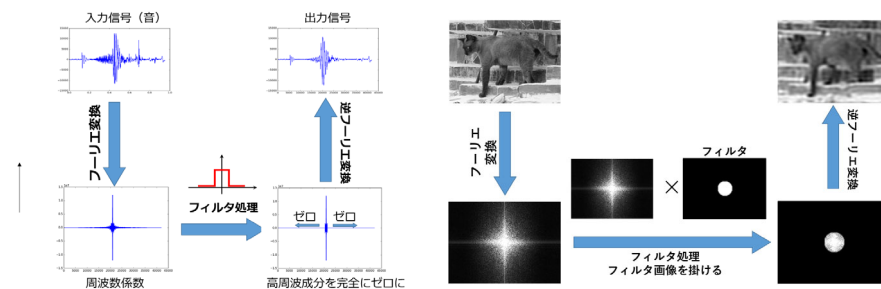 入力信号(音)
出力信号
フーリエ変換
逆フーリエ変換
フィルタ処理
ゼロ
ゼロ
周波数係数
高周波成分を完全にゼロに
フーリエ
変換
フィルタ
×
逆フーリエ変換
フィルタ処理
フィルタ画像を掛ける